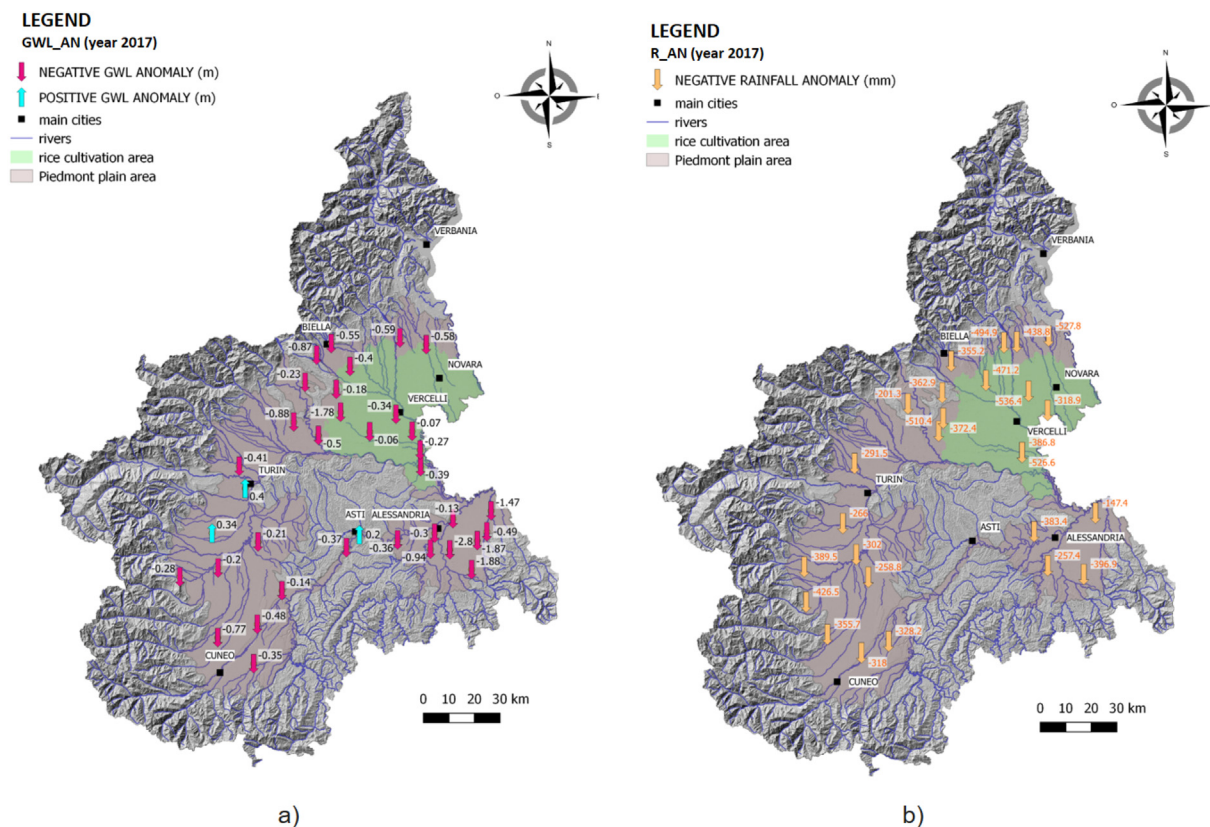 LEGEND
GWL_AN (year 2017)
NEGATIVE GWL ANOMALY (m)
POSITIVE GWL ANOMALY (m)
main cities
rivers
rice cultivation area
Piedmont plain area
N
O
E
S
VERBANIA
BIELLA
-0.55
-0.59
-0.58
-0.87
-0.4
-0.23
NOVARA
-0.18
VERCELLI
-0.88
-1.78
-0.34
-0.07
-0.5
-0.06
-0.27
-0.41
-0.39
TURIN
0.4
-1.47
0.34
ASTI
ALESSANDRIA
-0.13
-0.21
0.2
-0.3
-0.49
-0.37
-0.36
-2.8
-1.87
-0.2
-0.94
-1.88
-0.28
-0.14
-0.48
-0.77
-0.35
CUNEO
0
10
20
30 km
a)
LEGEND
R_AN (year 2017)
NEGATIVE RAINFALL ANOMALY (mm)
main cities
rivers
rice cultivation area
Piedmont plain area
N
O
S
VERBANIA
-494.9
-438.8
-527.8
BIELLA
-355.2
-471.2
NOVARA
-362.9
-201.3
-536.4
-318.9
-510.4
VERCELLI
-372.4
-386.8
-291.5
-526.6
TURIN
-147.4
-266
-383.4
ASTI
ALESSANDRIA
-302
-389.5
-258.8
-257.4
-396.9
-426.5
-355.7
-328.2
-318
CUNEO
0
10
20
30 km
b)